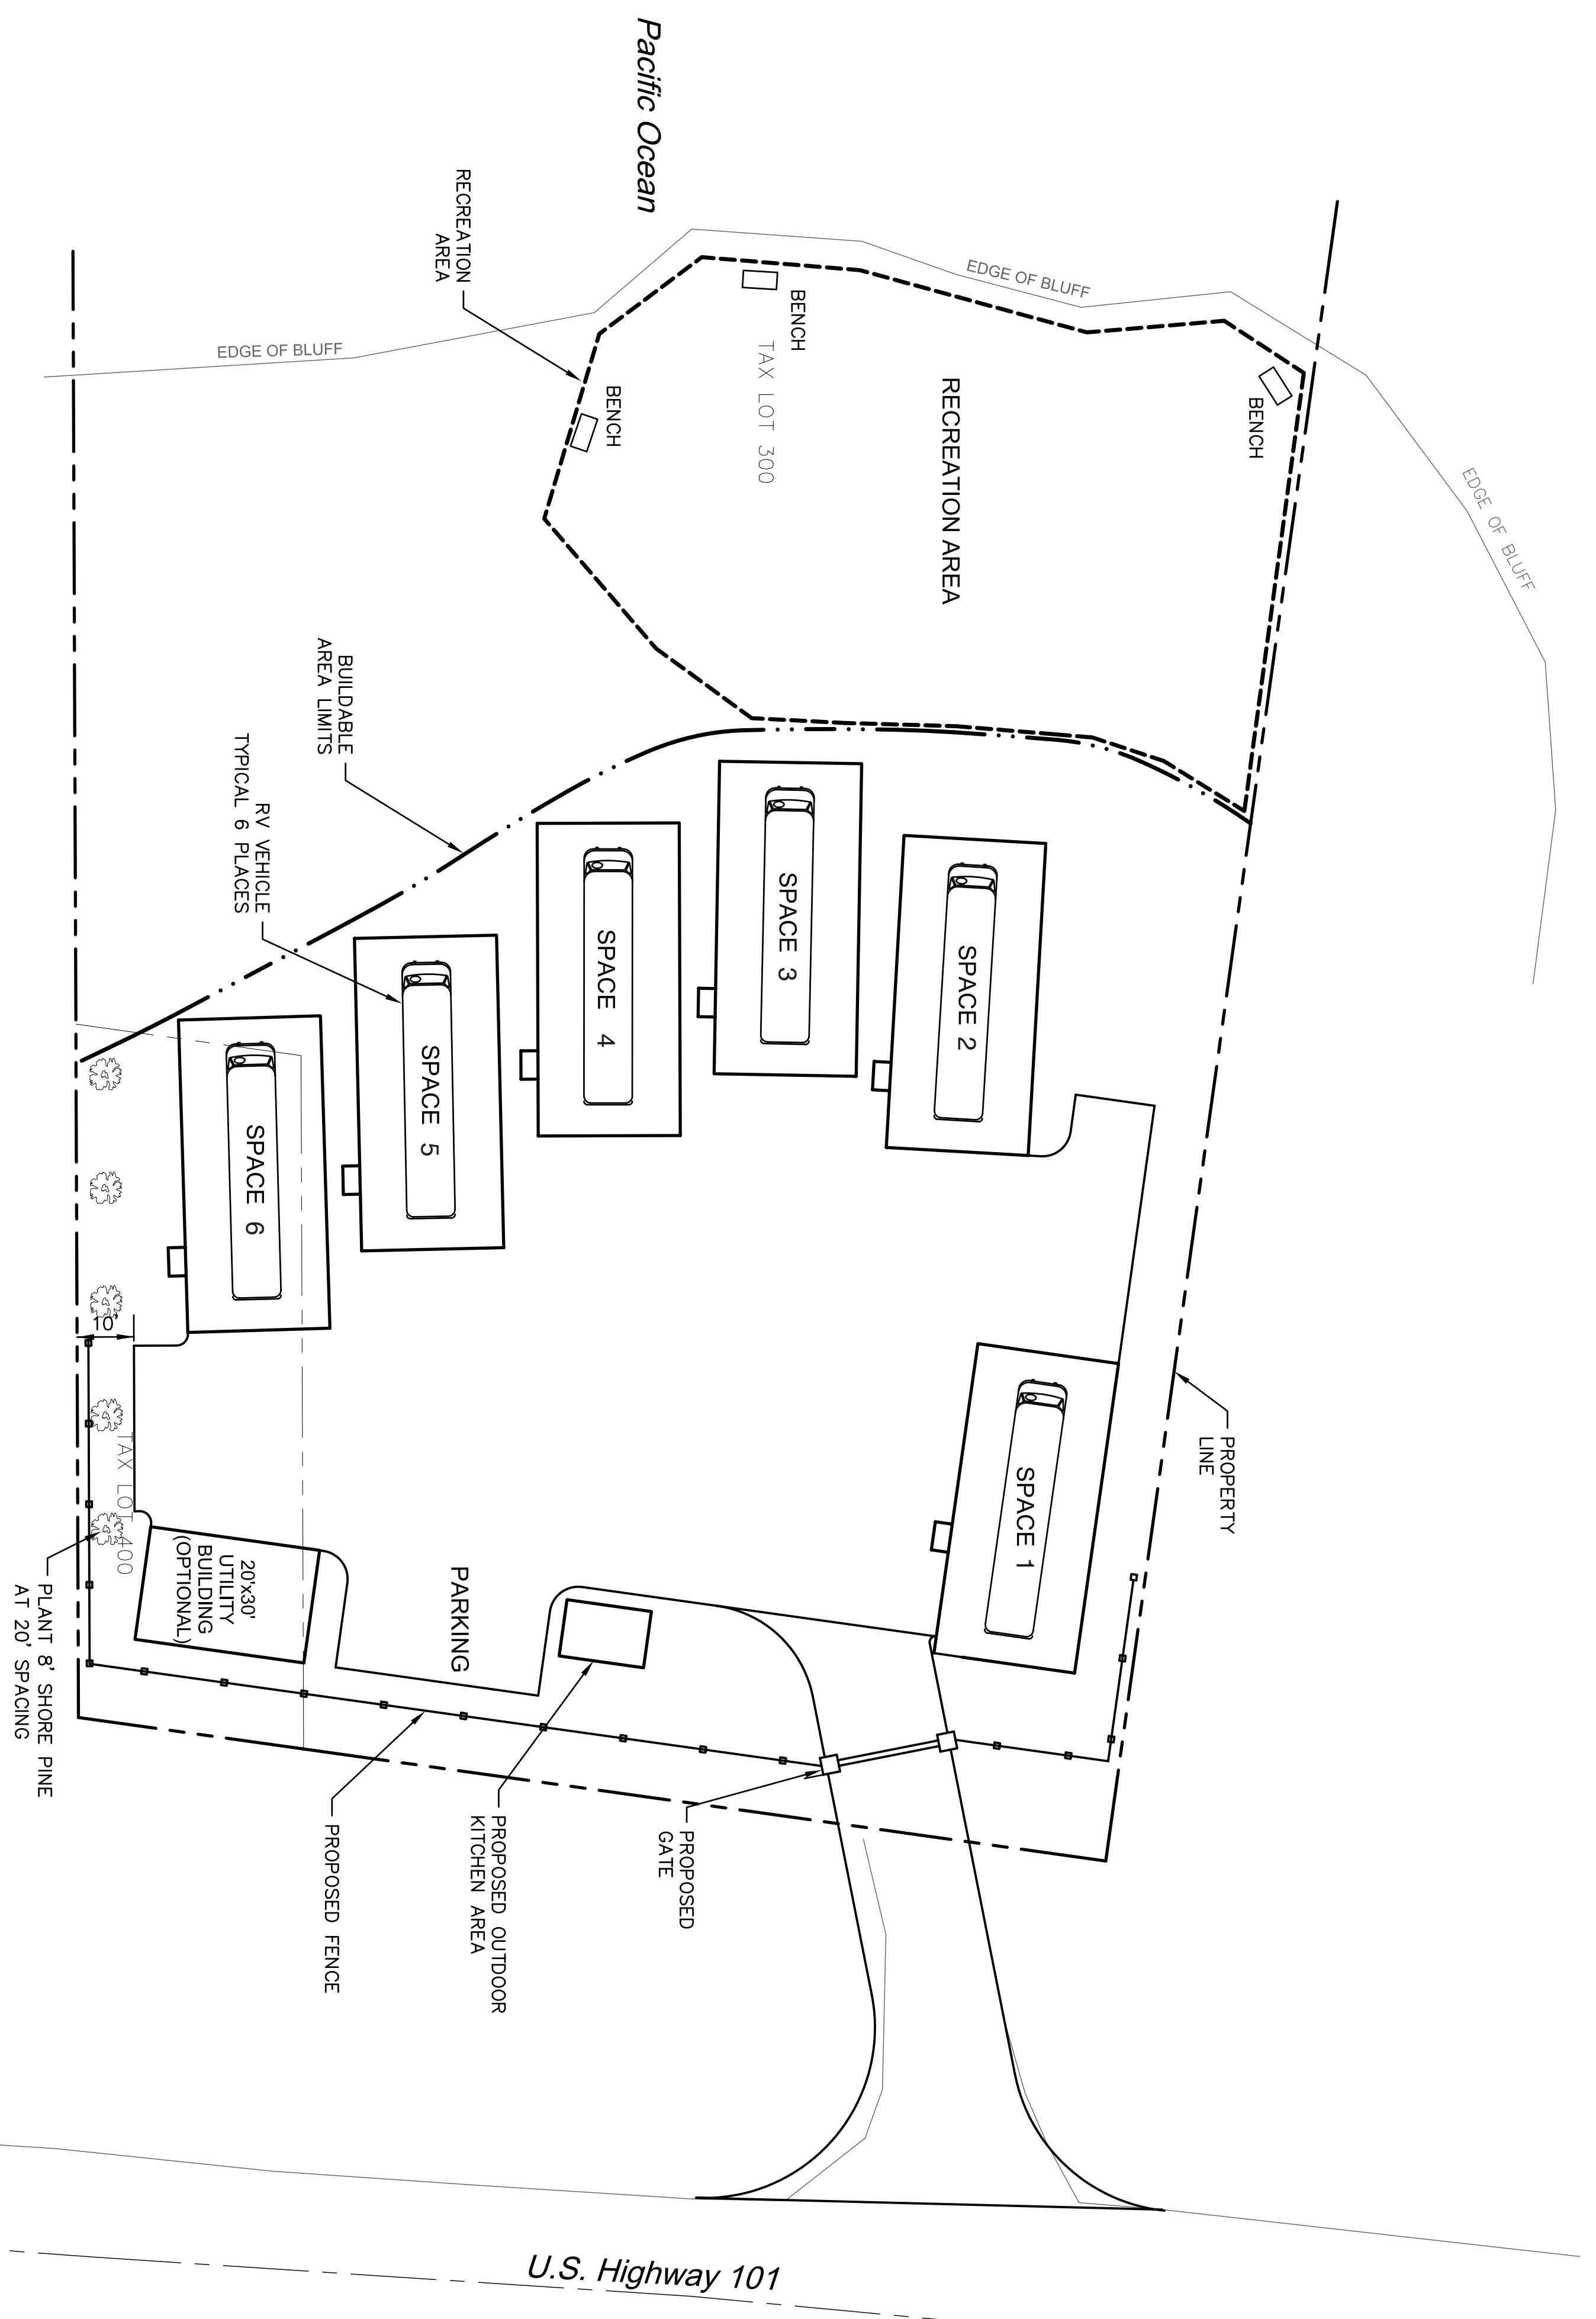 Pacific Ocean
RECREATION
AREA
EDGE OF BLUFF
EDGE OF BLUFF
EDGE OF BLUFF
BENCH
BENCH
BENCH
TAX LOT 300
RECREATION AREA
BUILDABLE
AREA LIMITS
RV VEHICLE
TYPICAL 6 PLACES
SPACE 2
SPACE 3
SPACE 4
SPACE 5
SPACE 6
SPACE 1
PROPERTY
LINE
10'
TAX LOT 400
20'x30'
UTILITY
BUILDING
(OPTIONAL)
PARKING
PLANT 8' SHORE PINE
AT 20' SPACING
PROPOSED FENCE
PROPOSED OUTDOOR
KITCHEN AREA
PROPOSED
GATE
U.S. Highway 101